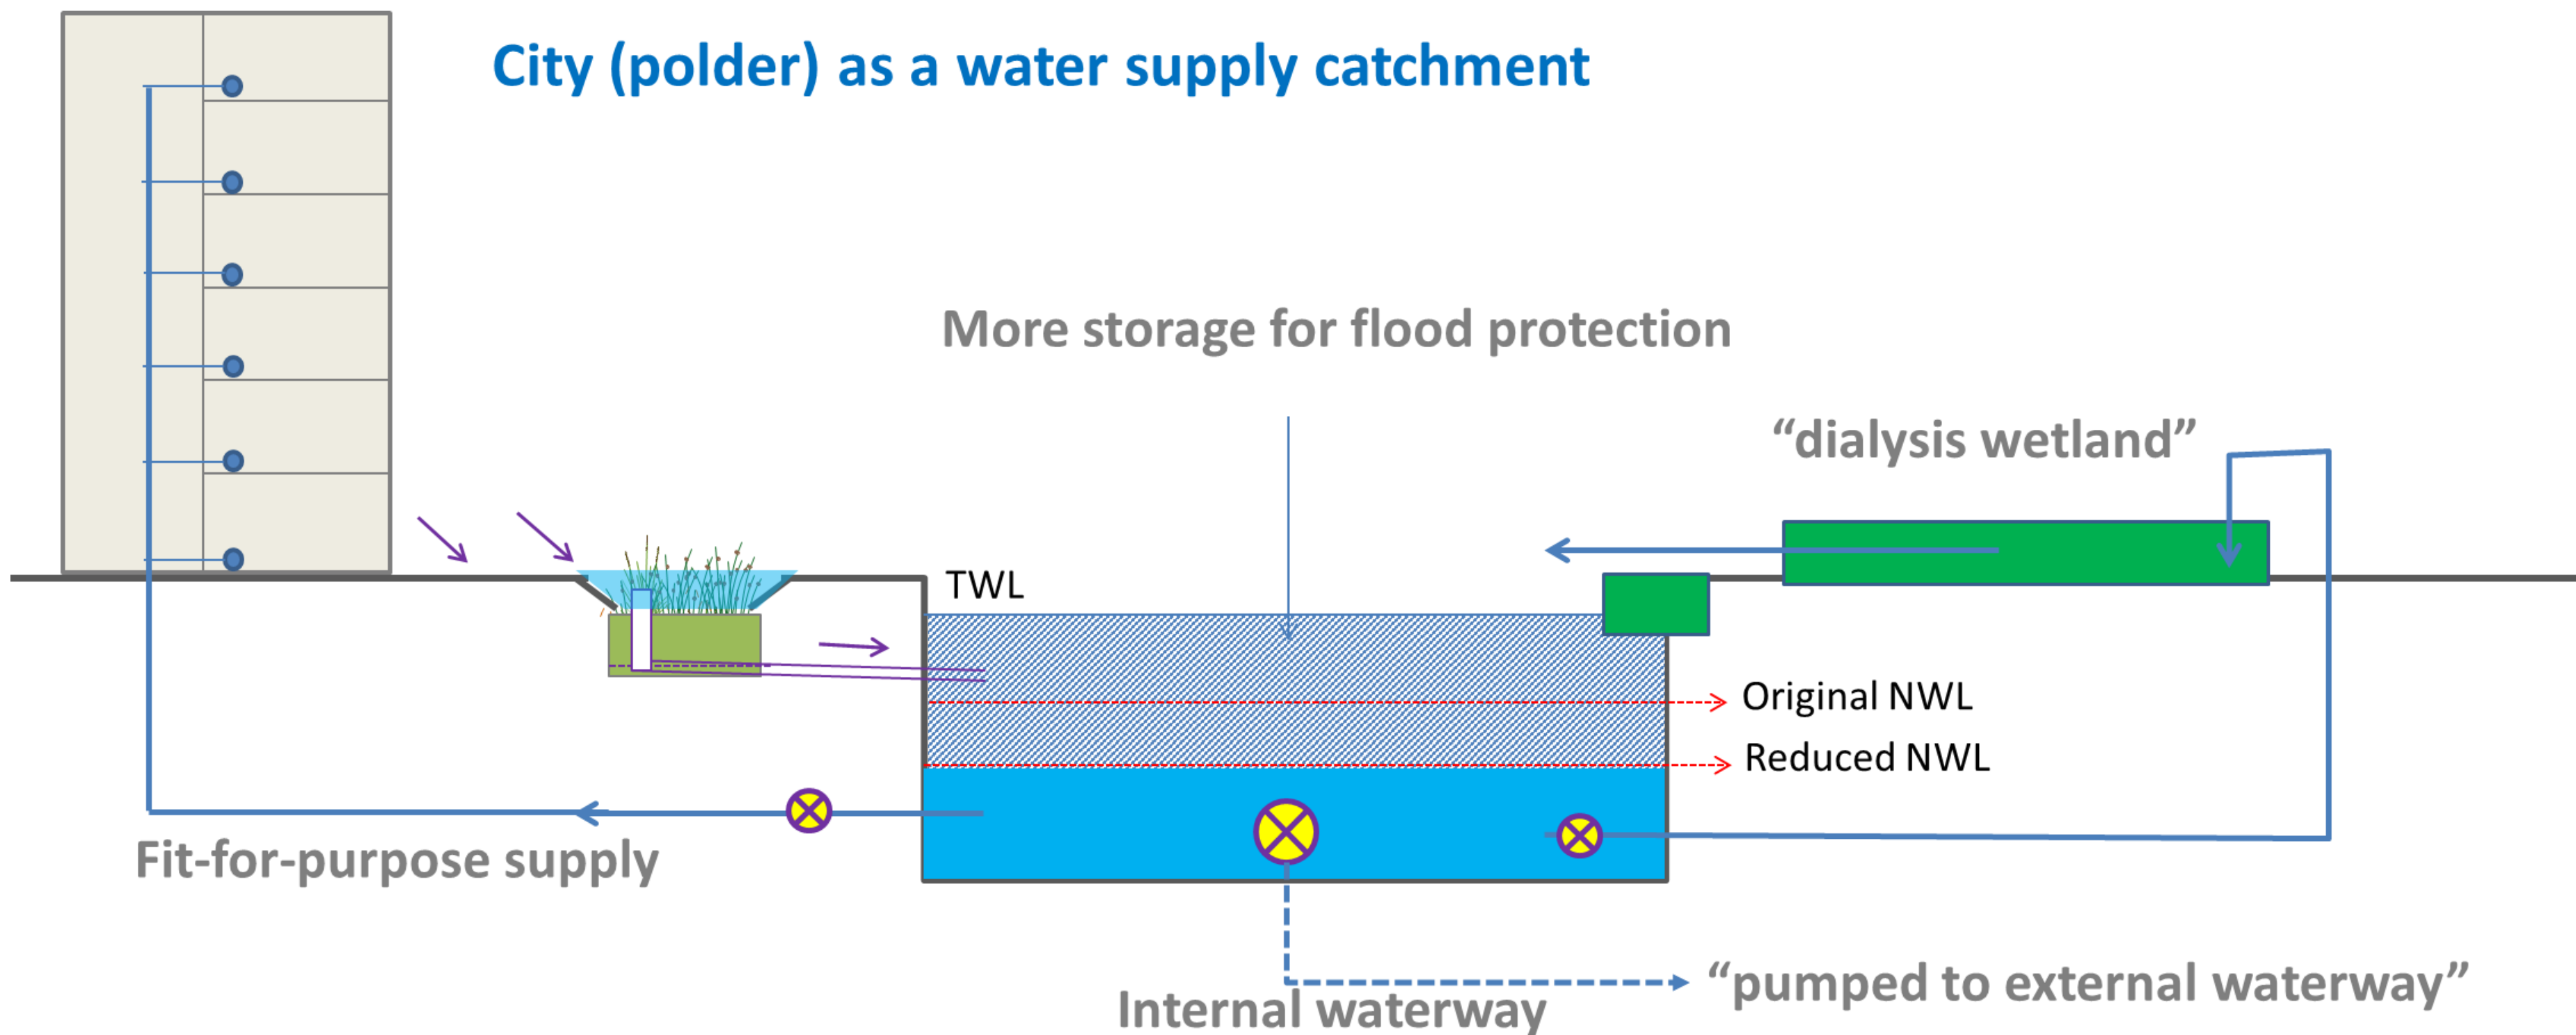 City (polder) as a water supply catchment
More storage for flood protection
“dialysis wetland”
TWL
Original NWL
Reduced NWL
Fit-for-purpose supply
“pumped to external waterway”
Internal waterway